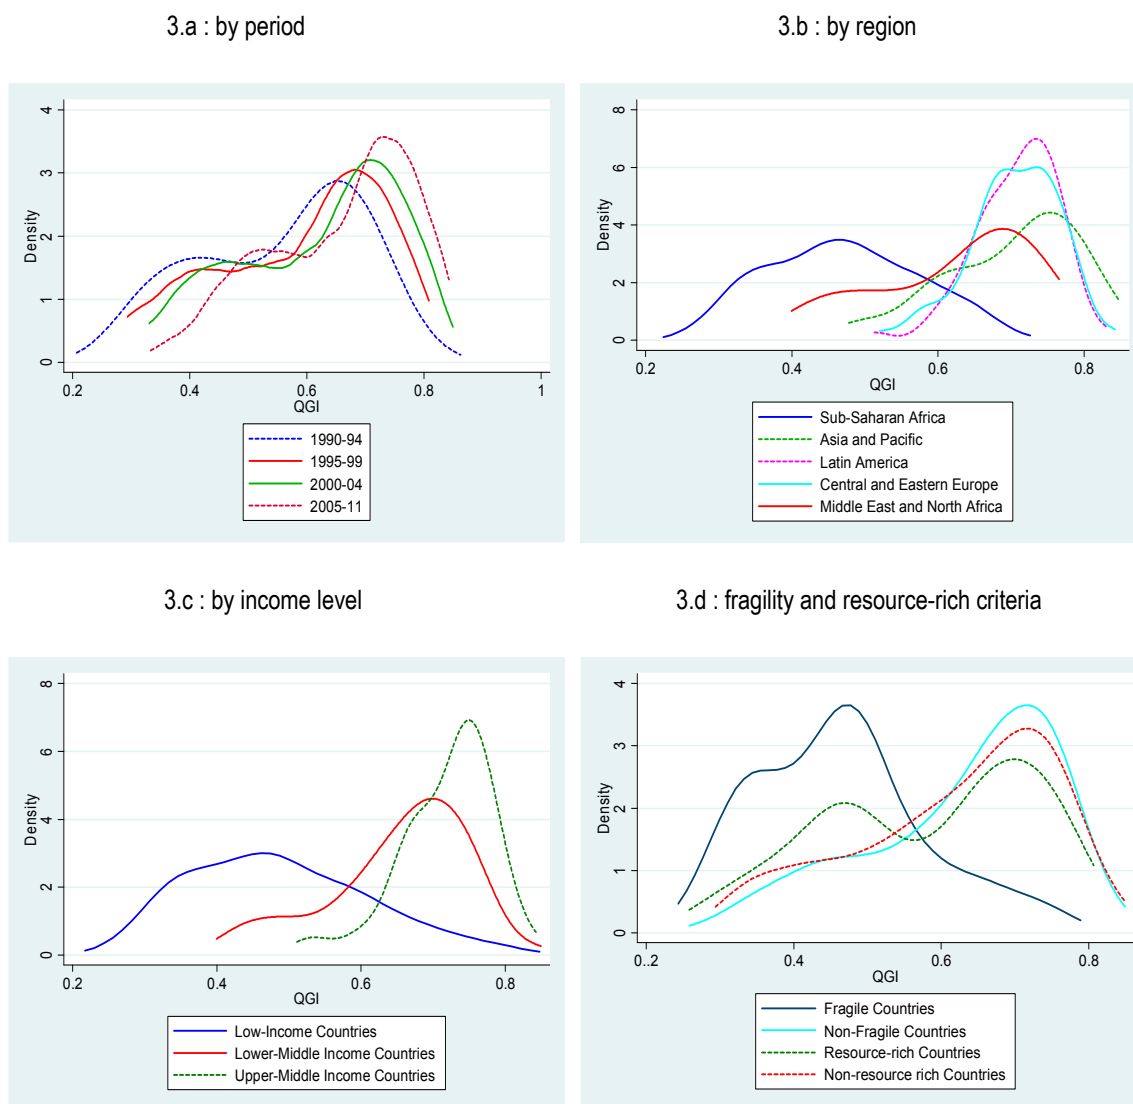 3.a : by period
3.b : by region
4
3
2
1
0
Density
0.2
0.4
0.6
0.8
1
QGI
1990-94
1995-99
2000-04
2005-11
8
6
4
2
0
Density
0.2
0.4
0.6
0.8
QGI
Sub-Saharan Africa
Asia and Pacific
Latin America
Central and Eastern Europe
Middle East and North Africa
3.c : by income level
3.d : fragility and resource-rich criteria
8
6
4
2
0
Density
0.2
0.4
0.6
0.8
QGI
Low-Income Countries
Lower-Middle Income Countries
Upper-Middle Income Countries
4
3
2
1
0
Density
0..2
0.4
0.6
0.8
QGI
Fragile Countries
Non-Fragile Countries
Resource-rich Countries
Non-resource rich Countries